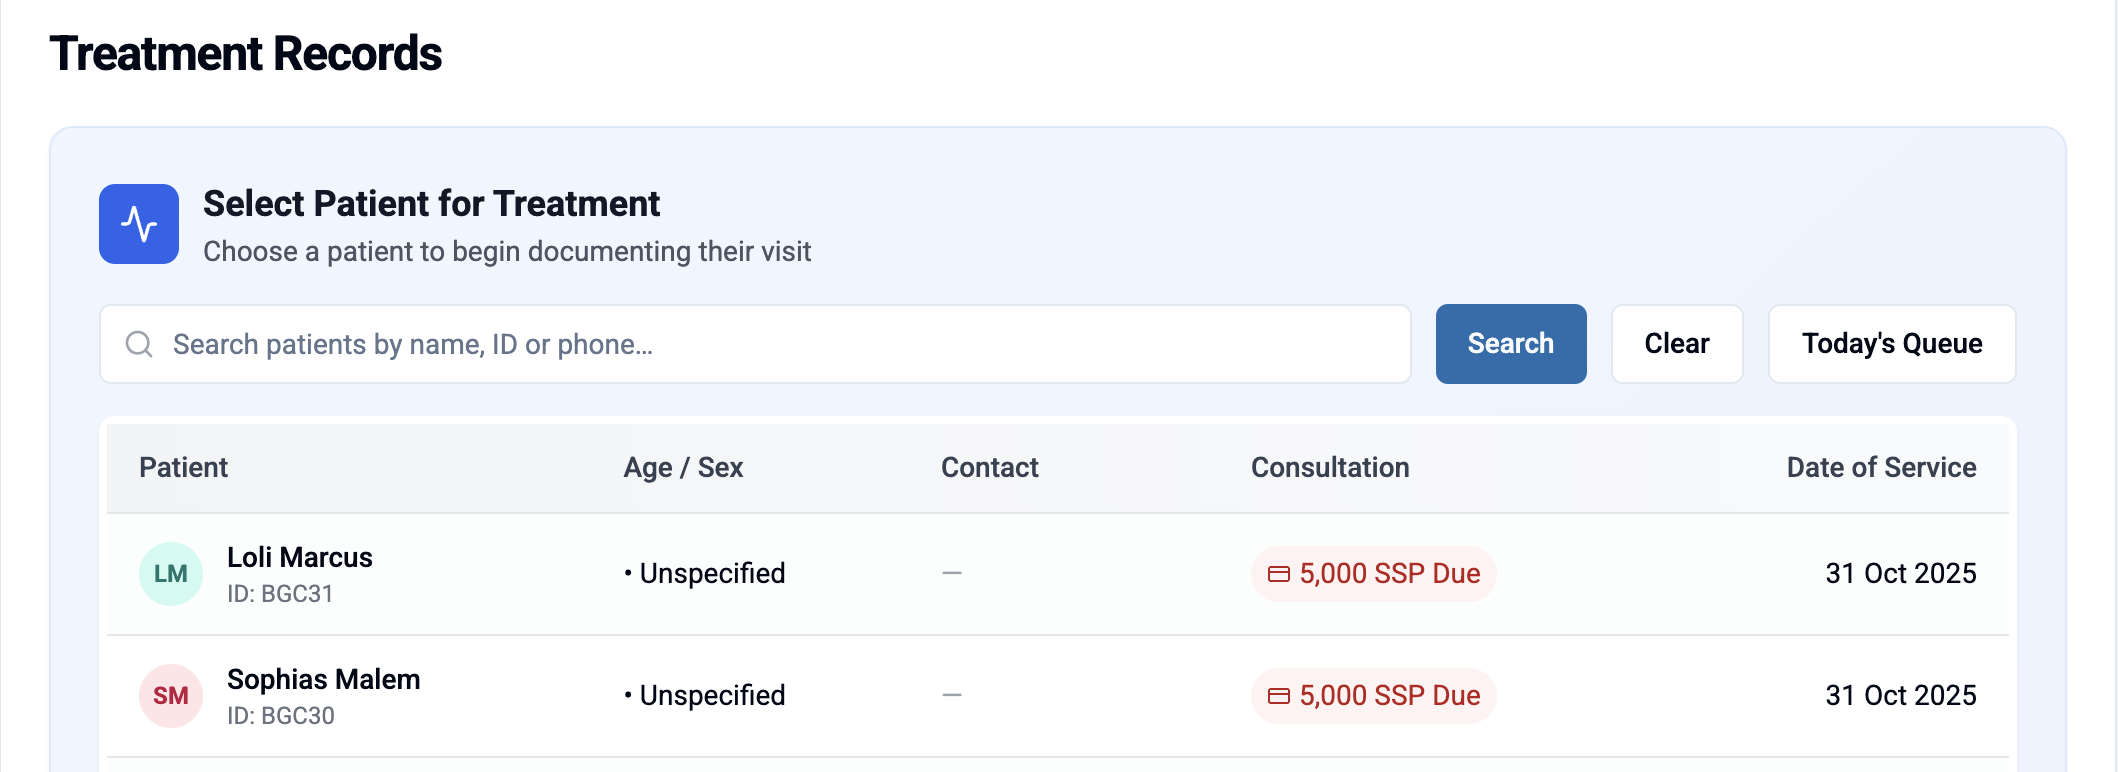 Treatment Records
Select Patient for Treatment
Choose a patient to begin documenting their visit
Search patients by name, ID or phone...
Search
Clear
Today's Queue
Patient Age / Sex Contact Consultation Date of Service
LM Loli Marcus
ID: BGC31
• Unspecified — 5,000 SSP Due 31 Oct 2025
SM Sophias Malem
ID: BGC30
• Unspecified — 5,000 SSP Due 31 Oct 2025